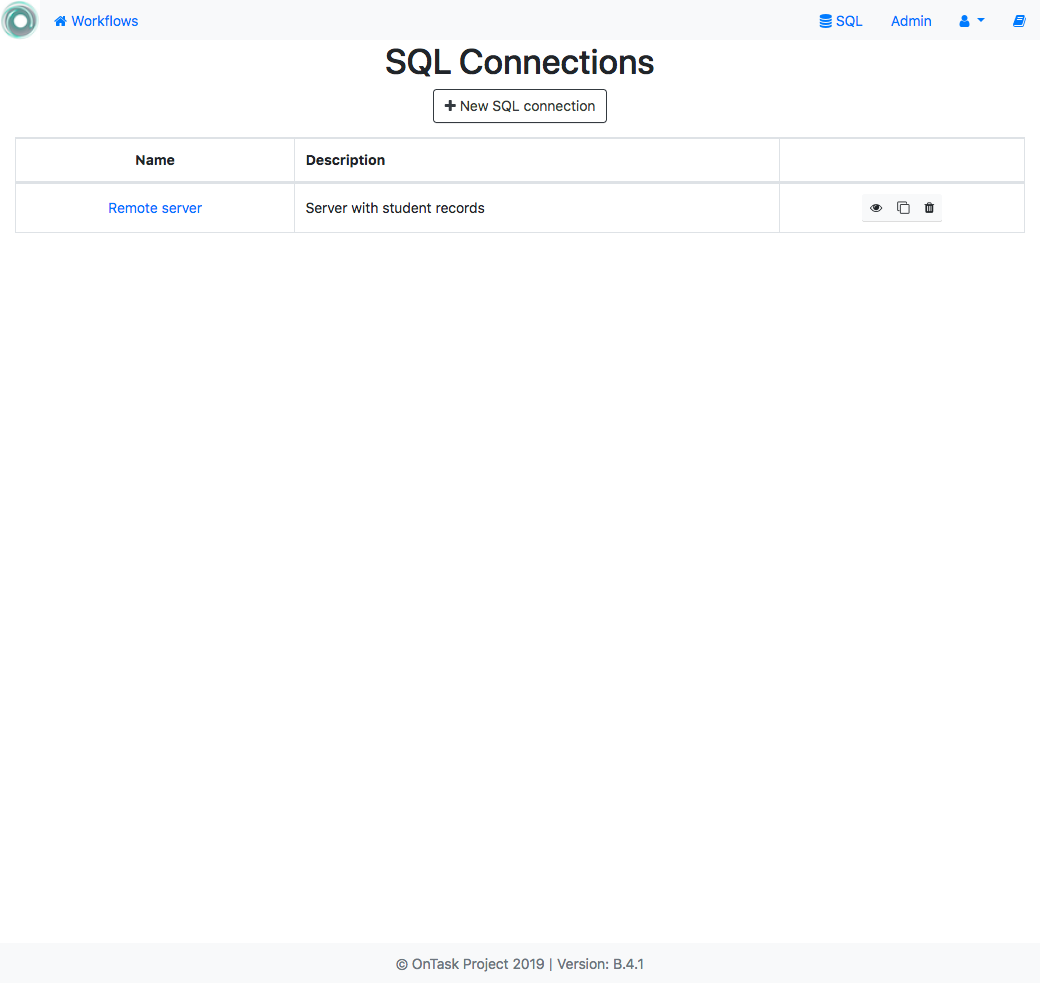 Workflows SQL Admin
SQL Connections
New SQL connection
Name Description
Remote server Server with student records
© OnTask Project 2019 | Version: B.4.1